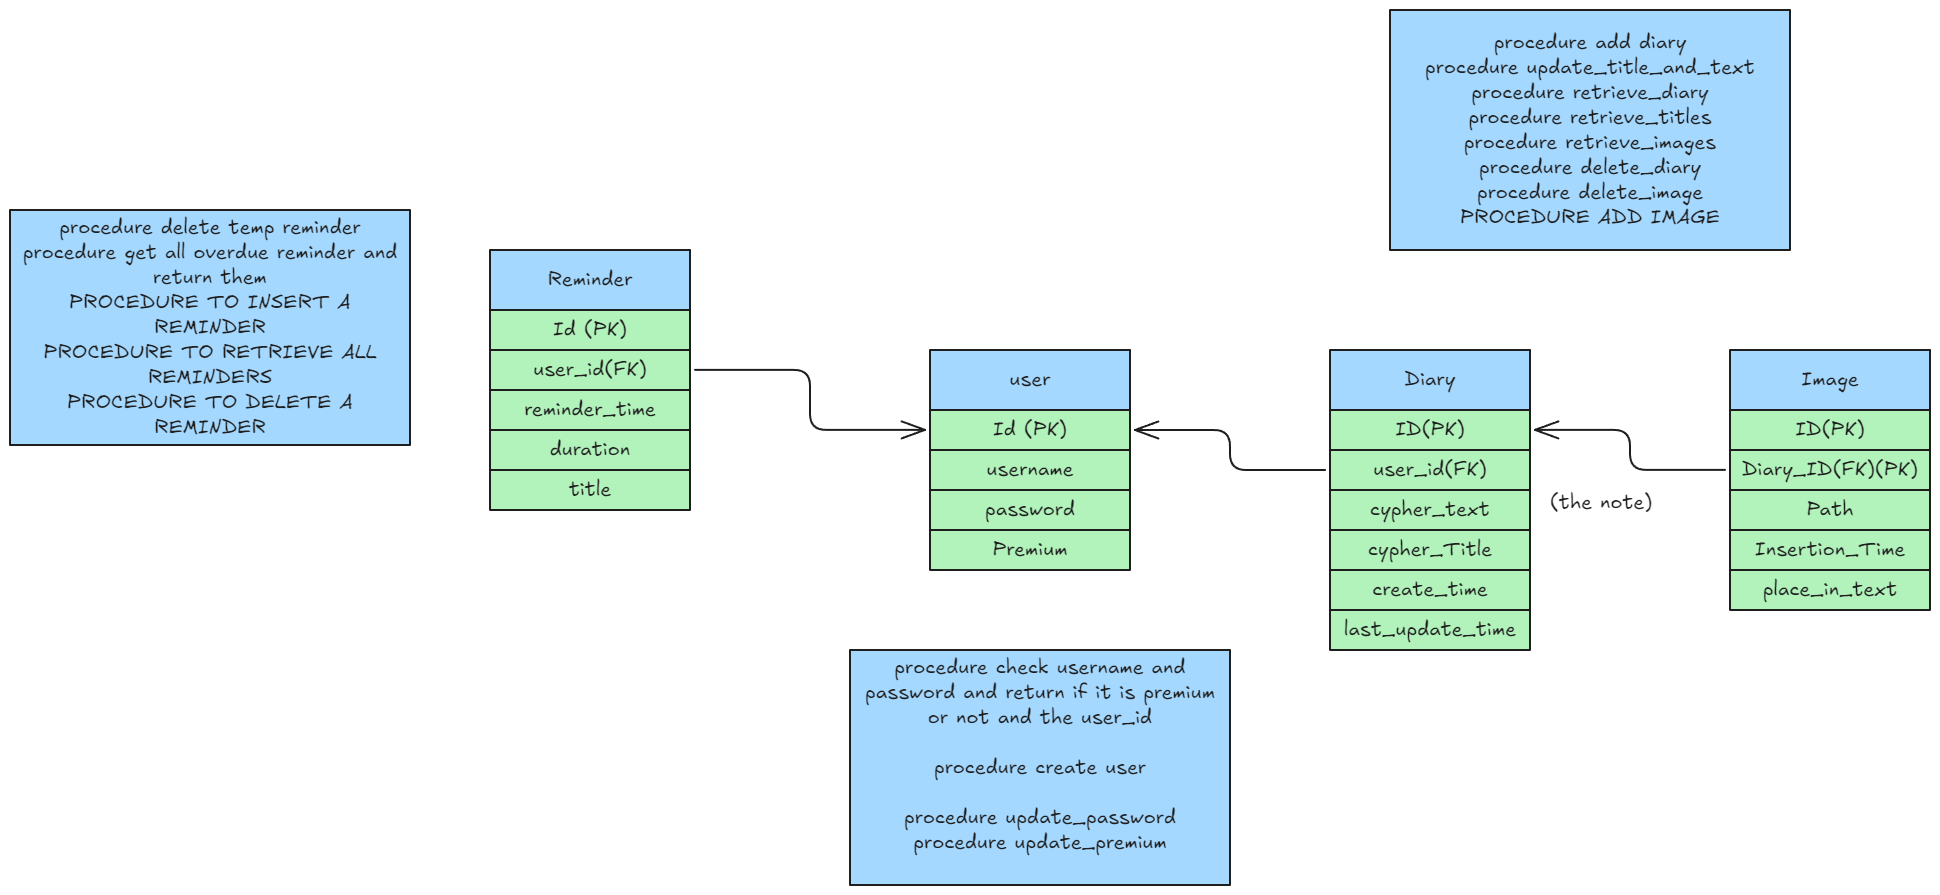 procedure add diary
procedure update_title_and_text
procedure retrieve_diary
procedure retrieve_titles
procedure retrieve_images
procedure delete_diary
procedure delete_image
PROCEDURE ADD IMAGE
procedure delete temp reminder
procedure get all overdue reminder and
return them
PROCEDURE TO INSERT A
REMINDER
PROCEDURE TO RETRIEVE ALL
REMINDERS
PROCEDURE TO DELETE A
REMINDER
Reminder
Id (PK)
user_id(FK)
reminder_time
duration
title
user
Id (PK)
username
password
Premium
Diary
ID(PK)
user_id(FK)
cypher_text
cypher_Title
create_time
last_update_time
(the note)
Image
ID(PK)
Diary_ID(FK)(PK)
Path
Insertion_Time
place_in_text
procedure check username and
password and return if it is premium
or not and the user_id
procedure create user
procedure update_password
procedure update_premium